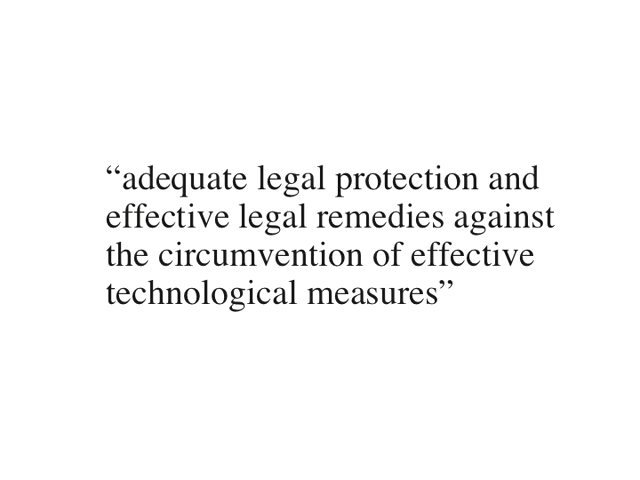 “adequate legal protection and
effective legal remedies against
the circumvention of effective
technological measures”